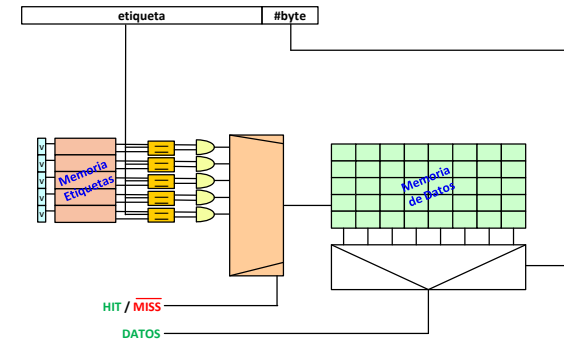 etiqueta #byte
V
V
V
V
V
Memoria
Etiquetas
=
=
=
=
=
Memoria
de Datos
HIT / MISS
DATOS